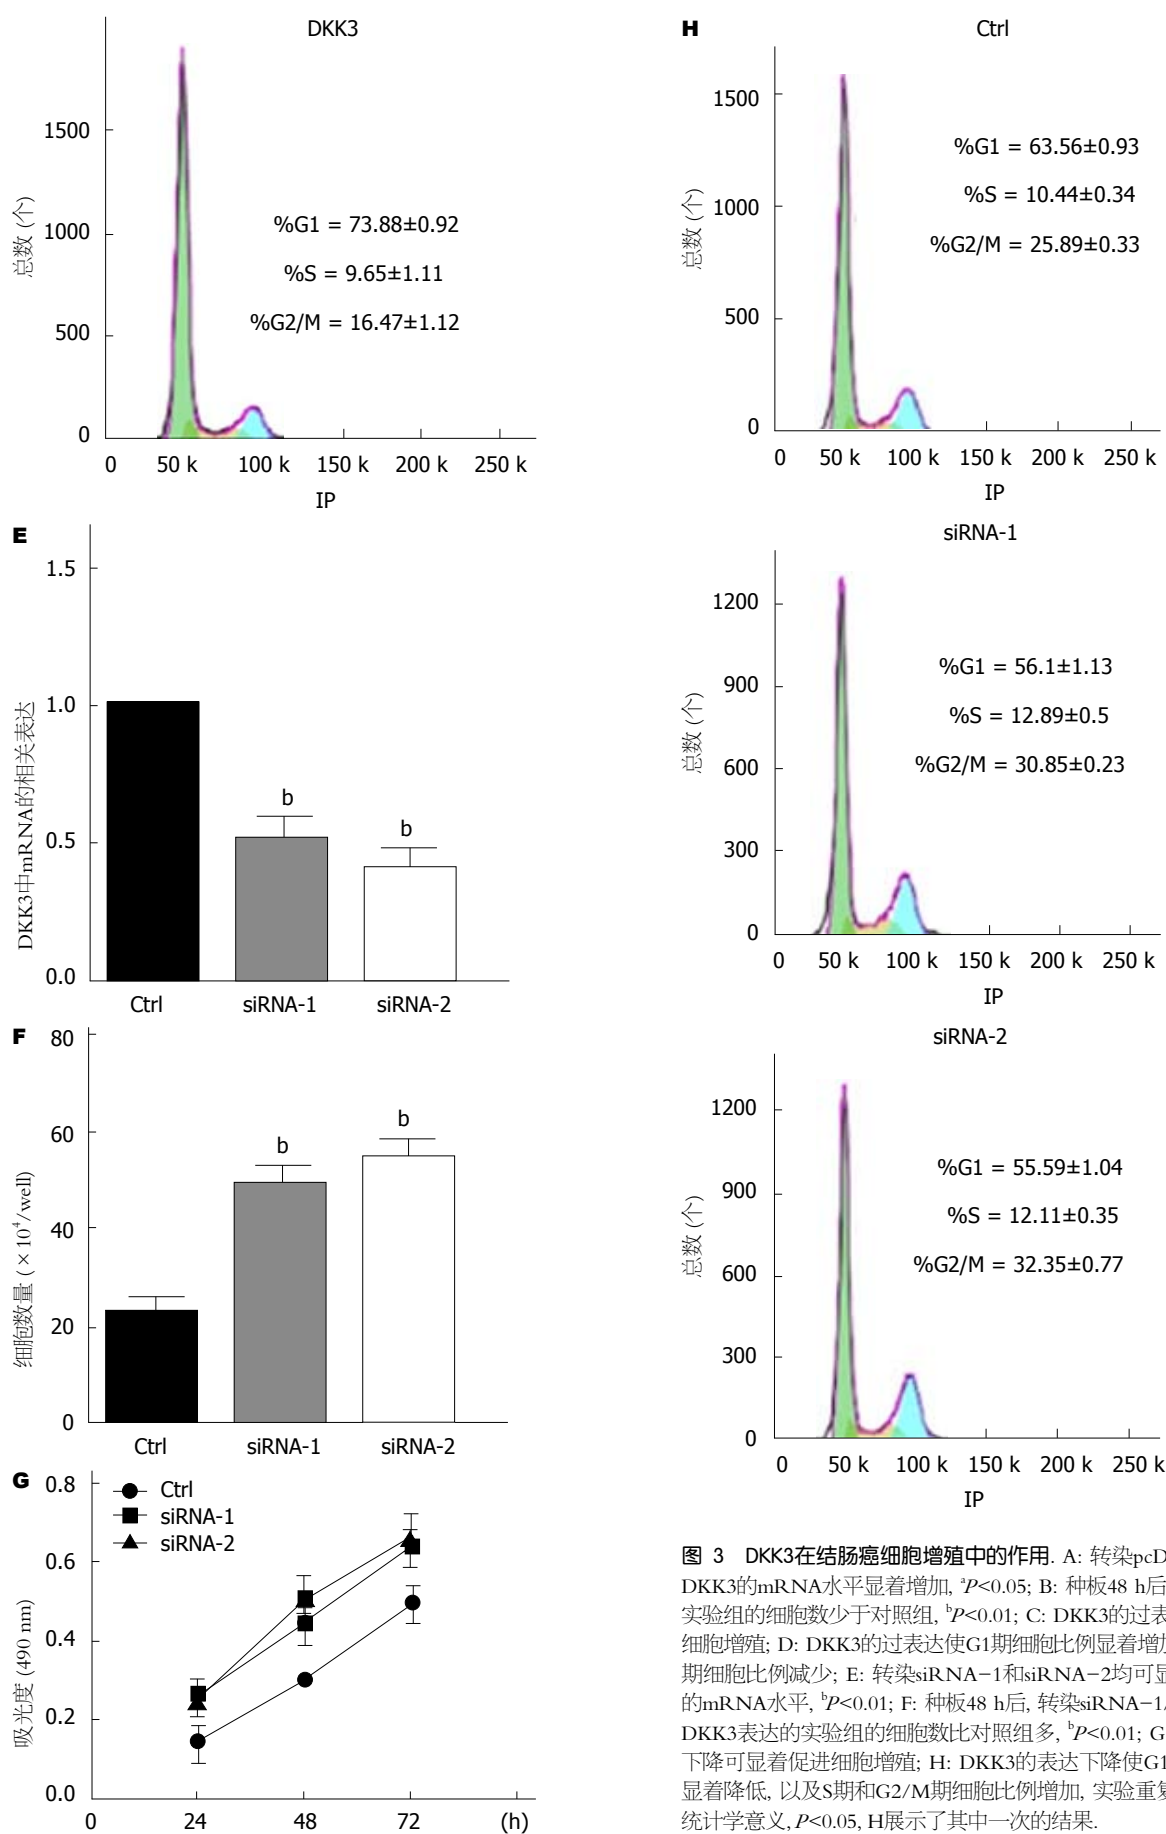 DKK3
1500
1000
500
0
总数 (个)
%G1 = 73.88±0.92
%S = 9.65±1.11
%G2/M = 16.47±1.12
0 50 k 100 k 150 k 200 k 250 k
IP
E
1.5
1.0
0.5
0.0
DKK3中mRNA的相关表达
b
b
Ctrl siRNA-1 siRNA-2
F
80
60
40
20
0
细胞数量 (×10⁴/well)
b
b
Ctrl siRNA-1 siRNA-2
G
0.8
0.6
0.4
0.2
0.0
吸光度 (490 nm)
Ctrl
siRNA-1
siRNA-2
0 24 48 72 (h)
H
Ctrl
1500
1000
500
0
总数 (个)
%G1 = 63.56±0.93
%S = 10.44±0.34
%G2/M = 25.89±0.33
0 50 k 100 k 150 k 200 k 250 k
IP
siRNA-1
1200
900
600
300
0
总数 (个)
%G1 = 56.1±1.13
%S = 12.89±0.5
%G2/M = 30.85±0.23
0 50 k 100 k 150 k 200 k 250 k
IP
siRNA-2
1200
900
600
300
0
总数 (个)
%G1 = 55.59±1.04
%S = 12.11±0.35
%G2/M = 32.35±0.77
0 50 k 100 k 150 k 200 k 250 k
IP
图 3 DKK3在结肠癌细胞增殖中的作用. A: 转染pcD
DKK3的mRNA水平显着增加, ᵃP<0.05; B: 种板48 h后
实验组的细胞数少于对照组, ᵇP<0.01; C: DKK3的过表
细胞增殖; D: DKK3的过表达使G1期细胞比例显着增加
期细胞比例减少; E: 转染siRNA-1和siRNA-2均可显
的mRNA水平, ᵇP<0.01; F: 种板48 h后, 转染siRNA-1/
DKK3表达的实验组的细胞数比对照组多, ᵇP<0.01; G
下降可显着促进细胞增殖; H: DKK3的表达下降使G1
显着降低, 以及S期和G2/M期细胞比例增加, 实验重复
统计学意义, P<0.05, H展示了其中一次的结果.